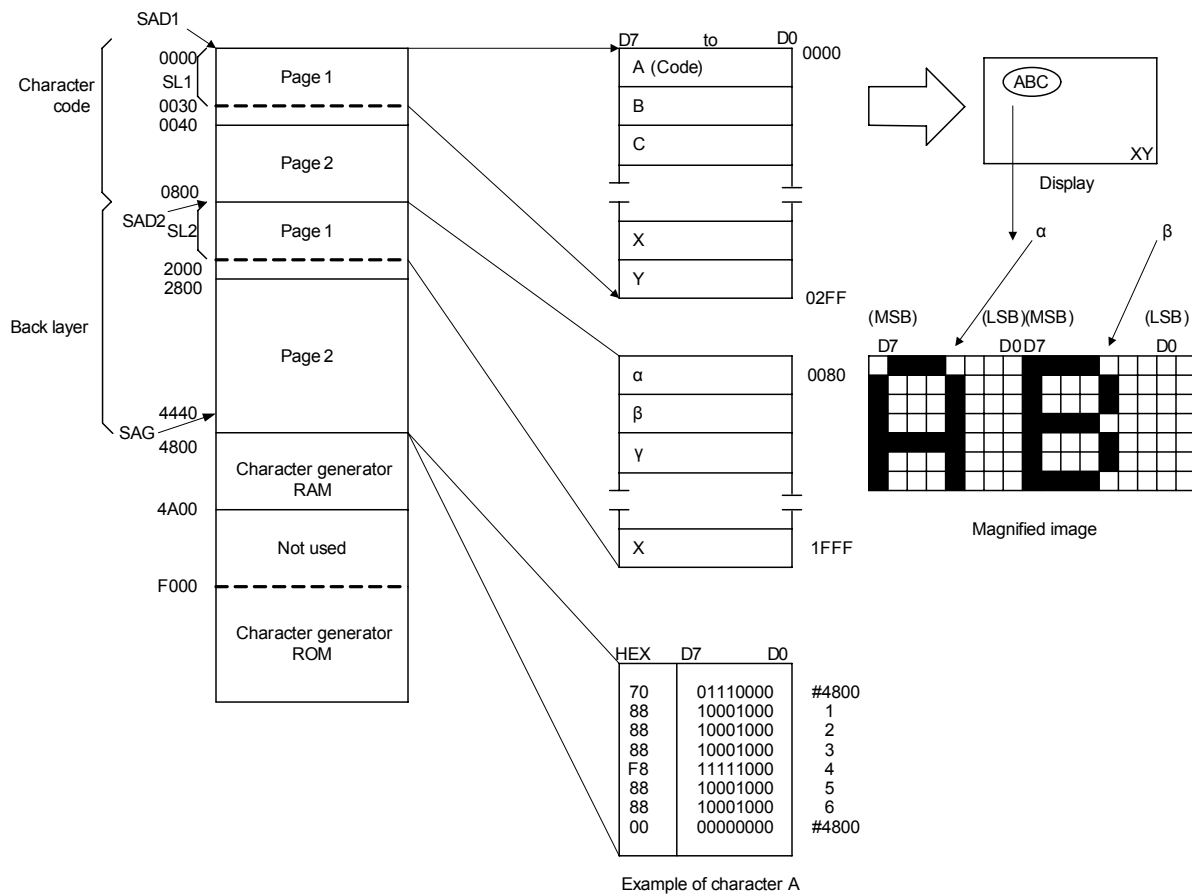 SAD1
Character
code
0000
SL1
0030
0040
Page 1
Page 2
0800
SAD2
SL2
Page 1
2000
2800
Back layer
Page 2
4440
SAG
4800
Character generator
RAM
4A00
Not used
F000
Character generator
ROM
D7 to D0
0000
A (Code)
B
C
X
Y
02FF
ABC
XY
Display
α β
(MSB) (LSB)(MSB) (LSB)
D7 D0D7 D0
Magnified image
0080
α
β
γ
X
1FFF
HEX D7 D0
70 01110000 #4800
88 10001000 1
88 10001000 2
88 10001000 3
F8 11111000 4
88 10001000 5
88 10001000 6
00 00000000 #4800
Example of character A